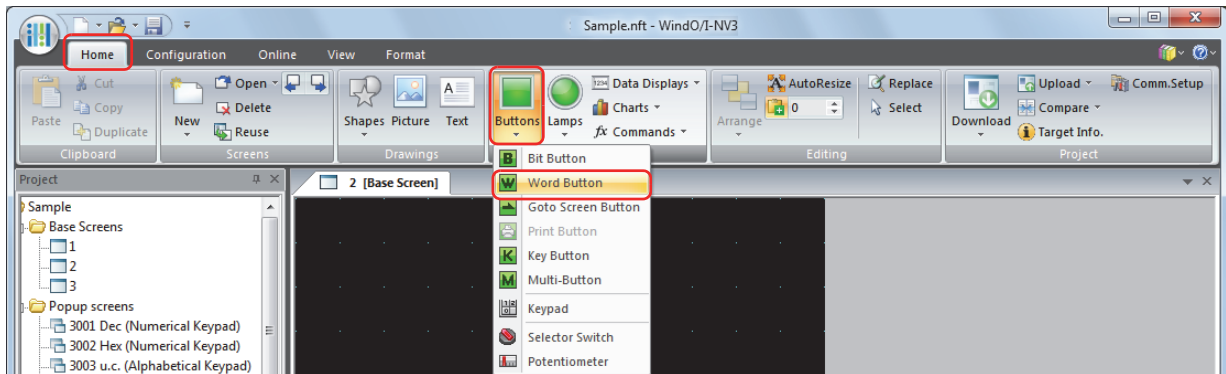 Sample.nft - WindO/I-NV3
Home Configuration Online View Format
Cut
Copy
Duplicate
Paste
Clipboard
New
Open
Delete
Reuse
Screens
Shapes Picture Text
Drawings
Buttons Lamps
Data Displays
Charts
fx Commands
Arrange
AutoResize
0
Replace
Select
Editing
Download
Upload
Compare
Target Info.
Comm.Setup
Project
B Bit Button
W Word Button
Goto Screen Button
Print Button
K Key Button
M Multi-Button
Keypad
Selector Switch
Potentiometer
Project
2 [Base Screen]
Sample
Base Screens
1
2
3
Popup screens
3001 Dec (Numerical Keypad)
3002 Hex (Numerical Keypad)
3003 u.c. (Alphabetical Keypad)